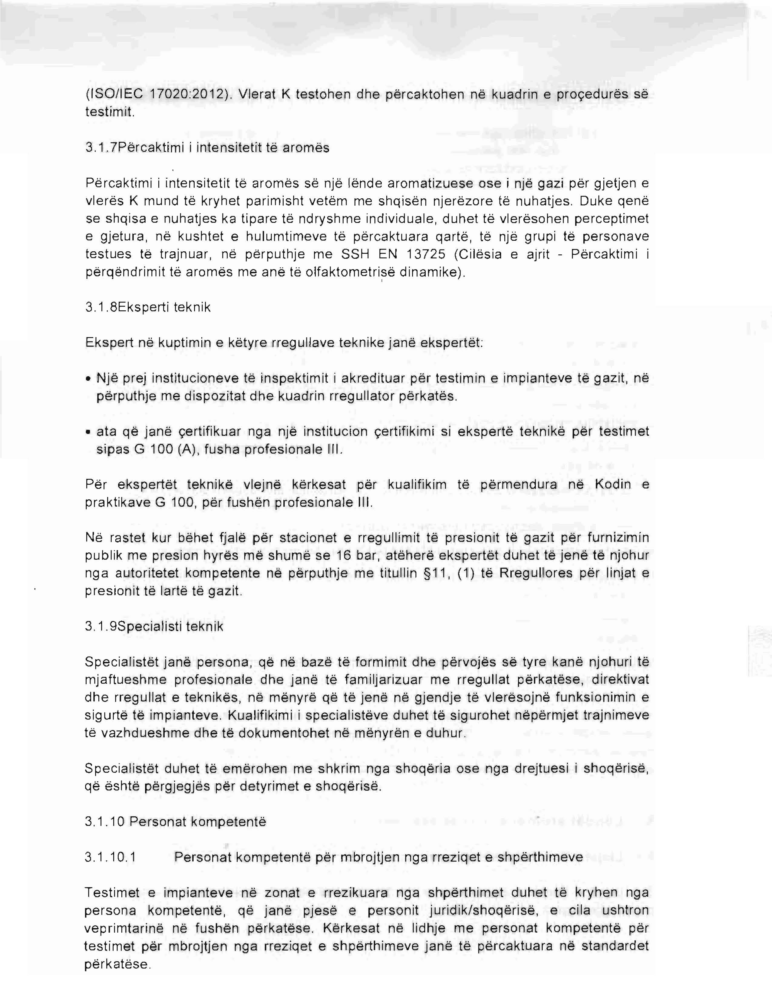 (ISO/IEC 17020:2012). Vlerat K testohen dhe përcaktohen në kuadrin e proçedurës së
testimit.
3.1.7Përcaktimi i intensitetit të aromës
Përcaktimi i intensitetit të aromës së një lënde aromatizuese ose i një gazi për gjetjen e
vlerës K mund të kryhet parimisht vetëm me shqisën njerëzore të nuhatjes. Duke qenë
se shqisa e nuhatjes ka tipare të ndryshme individuale, duhet të vlerësohen perceptimet
e gjetura, në kushtet e hulumtimeve të përcaktuara qartë, të një grupi të personave
testues të trajnuar, në përputhje me SSH EN 13725 (Cilësia e ajrit - Përcaktimi i
përqëndrimit të aromës me anë të olfaktometrisë dinamike).
3.1.8Eksperti teknik
Ekspert në kuptimin e këtyre rregullave teknike janë ekspertët:
• Një prej institucioneve të inspektimit i akredituar për testimin e impianteve të gazit, në
përputhje me dispozitat dhe kuadrin rregullator përkatës.
• ata që janë çertifikuar nga një institucion çertifikimi si ekspertë teknikë për testimet
sipas G 100 (A), fusha profesionale III.
Për ekspertët teknikë vlejnë kërkesat për kualifikim të përmendura në Kodin e
praktikave G 100, për fushën profesionale III.
Në rastet kur bëhet fjalë për stacionet e rregullimit të presionit të gazit për furnizimin
publik me presion hyrës më shumë se 16 bar, atëherë ekspertët duhet të jenë të njohur
nga autoritetet kompetente në përputhje me titullin §11, (1) të Rregullores për linjat e
presionit të lartë të gazit.
3.1.9Specialisti teknik
Specialistët janë persona, që në bazë të formimit dhe përvojës së tyre kanë njohuri të
mjaftueshme profesionale dhe janë të familjarizuar me rregullat përkatëse, direktivat
dhe rregullat e teknikës, në mënyrë që të jenë në gjendje të vlerësojnë funksionimin e
sigurtë të impianteve. Kualifikimi i specialistëve duhet të sigurohet nëpërmjet trajnimeve
të vazhdueshme dhe të dokumentohet në mënyrën e duhur.
Specialistët duhet të emërohen me shkrim nga shoqëria ose nga drejtuesi i shoqërisë,
që është përgjegjës për detyrimet e shoqërisë.
3.1.10 Personat kompetentë
3.1.10.1 Personat kompetentë për mbrojtjen nga rreziqet e shpërthimeve
Testimet e impianteve në zonat e rrezikuara nga shpërthimet duhet të kryhen nga
persona kompetentë, që janë pjesë e personit juridik/shoqërisë, e cila ushtron
veprimtarinë në fushën përkatëse. Kërkesat në lidhje me personat kompetentë për
testimet për mbrojtjen nga rreziqet e shpërthimeve janë të përcaktuara në standardet
përkatëse.